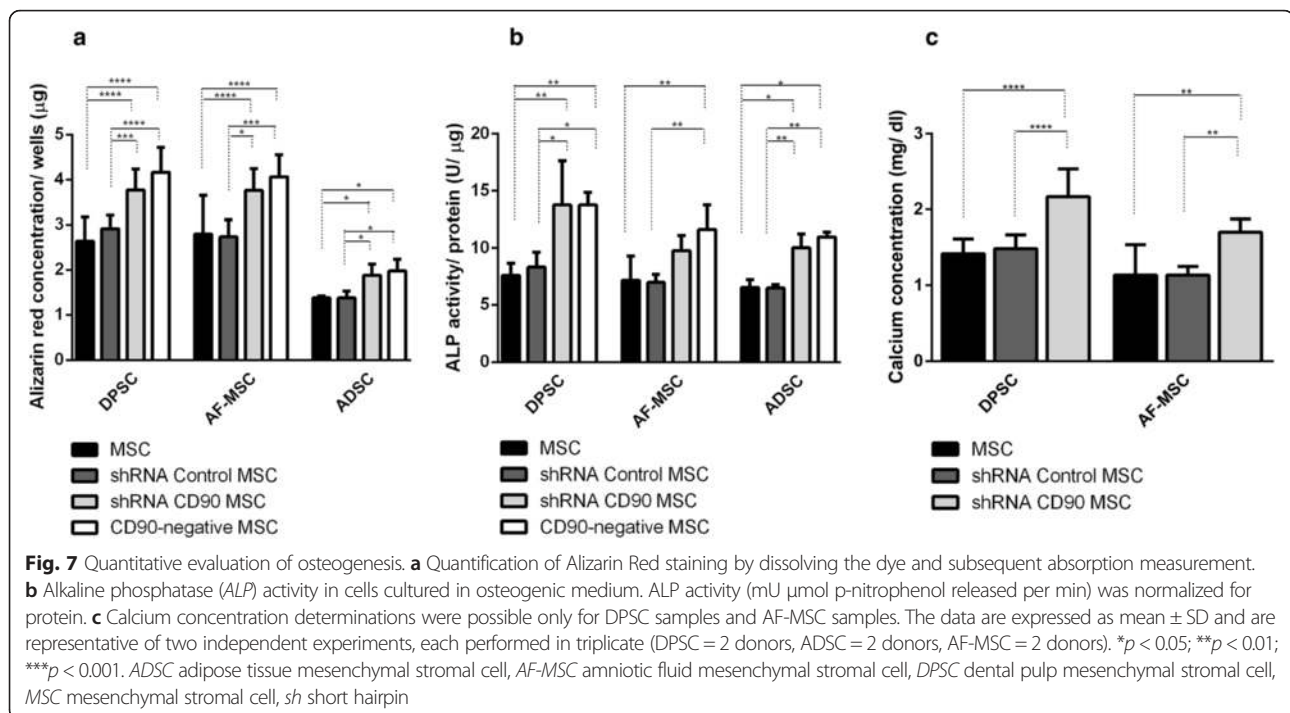 a
b
c
**** **** ** ** * ****
**** **** ** ** * **
**** *** * ** ** **** **
*** * * * ** **
* *
*
*
Alizarin red concentration/ wells (µg)
5
4
3
2
1
0
DPSC
AF-MSC
ADSC
ALP activity/ protein (U/ µg)
20
15
10
5
0
DPSC
AF-MSC
ADSC
Calcium concentration (mg/ dl)
3
2
1
0
DPSC
AF-MSC
MSC
shRNA Control MSC
shRNA CD90 MSC
CD90-negative MSC
MSC
shRNA Control MSC
shRNA CD90 MSC
CD90-negative MSC
MSC
shRNA Control MSC
shRNA CD90 MSC
Fig. 7 Quantitative evaluation of osteogenesis. a Quantification of Alizarin Red staining by dissolving the dye and subsequent absorption measurement.
b Alkaline phosphatase (ALP) activity in cells cultured in osteogenic medium. ALP activity (mU µmol p-nitrophenol released per min) was normalized for
protein. c Calcium concentration determinations were possible only for DPSC samples and AF-MSC samples. The data are expressed as mean ± SD and are
representative of two independent experiments, each performed in triplicate (DPSC = 2 donors, ADSC = 2 donors, AF-MSC = 2 donors). *p < 0.05; **p < 0.01;
***p < 0.001. ADSC adipose tissue mesenchymal stromal cell, AF-MSC amniotic fluid mesenchymal stromal cell, DPSC dental pulp mesenchymal stromal cell,
MSC mesenchymal stromal cell, sh short hairpin